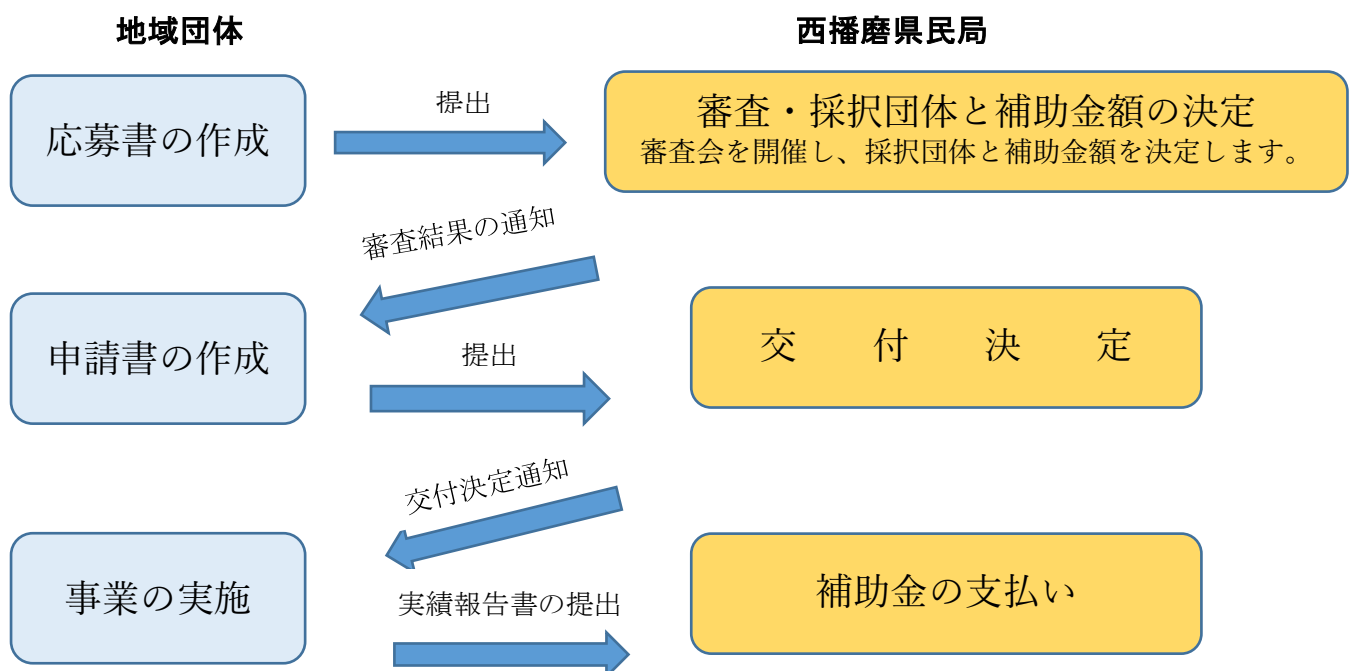 地域団体
西播磨県民局
応募書の作成
提出
審査・採択団体と補助金額の決定
審査会を開催し、採択団体と補助金額を決定します。
審査結果の通知
申請書の作成
提出
交付決定
交付決定通知
事業の実施
実績報告書の提出
補助金の支払い